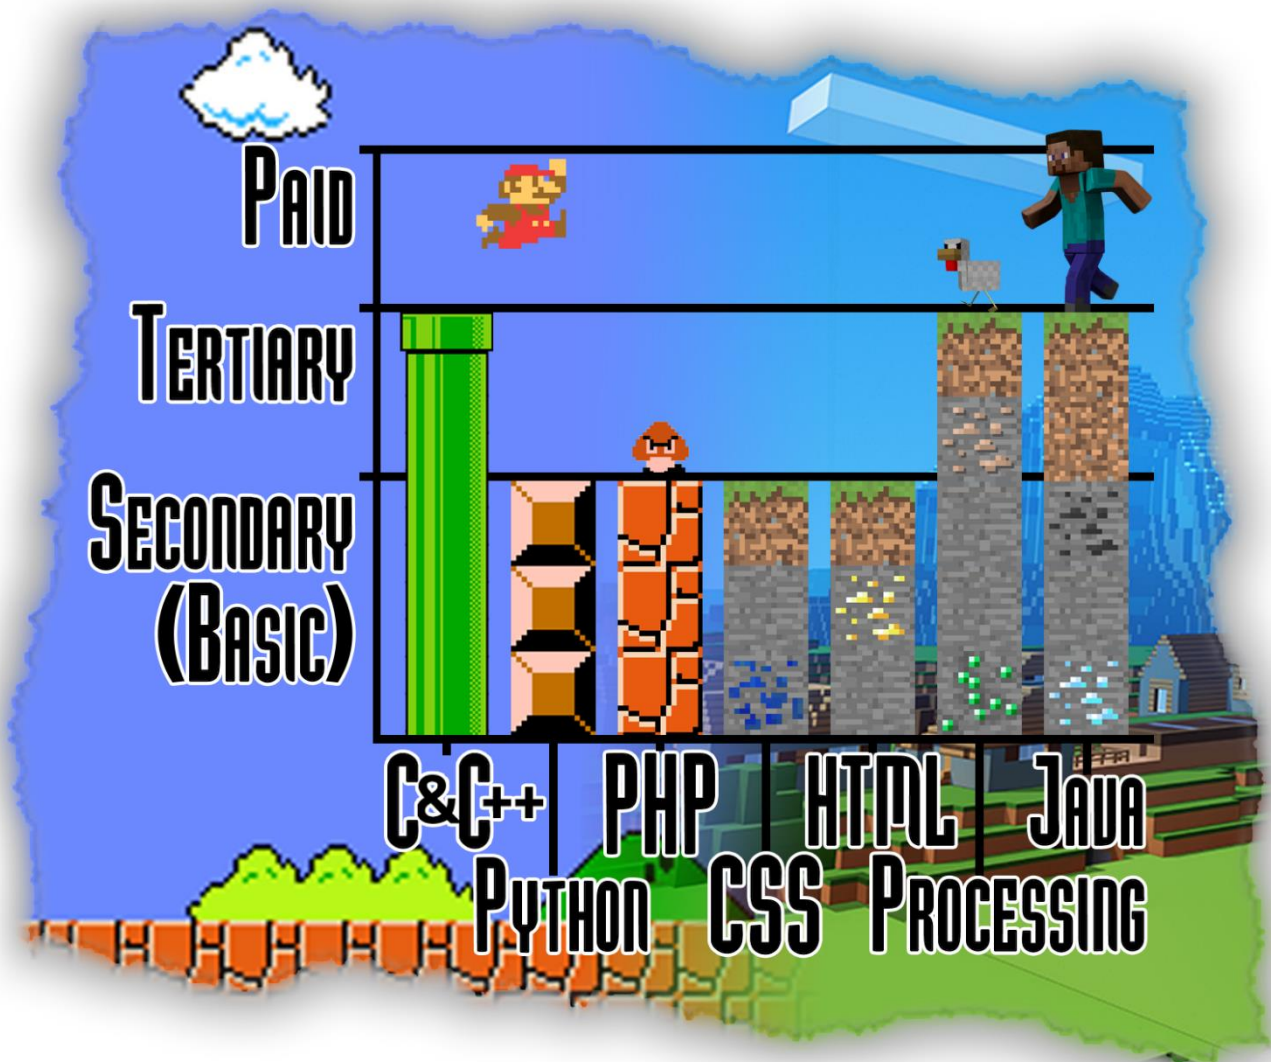 Paid
Tertiary
Secondary
(Basic)
C&C++ PHP HTML Java
Python CSS Processing